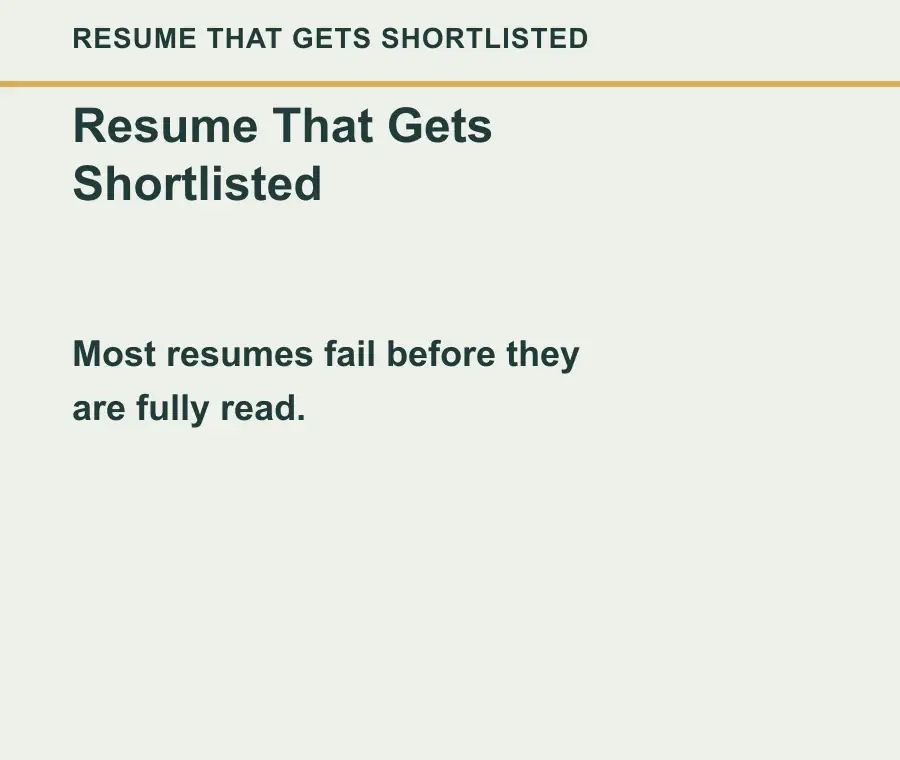 RESUME THAT GETS SHORTLISTED
Resume That Gets
Shortlisted
Most resumes fail before they
are fully read.